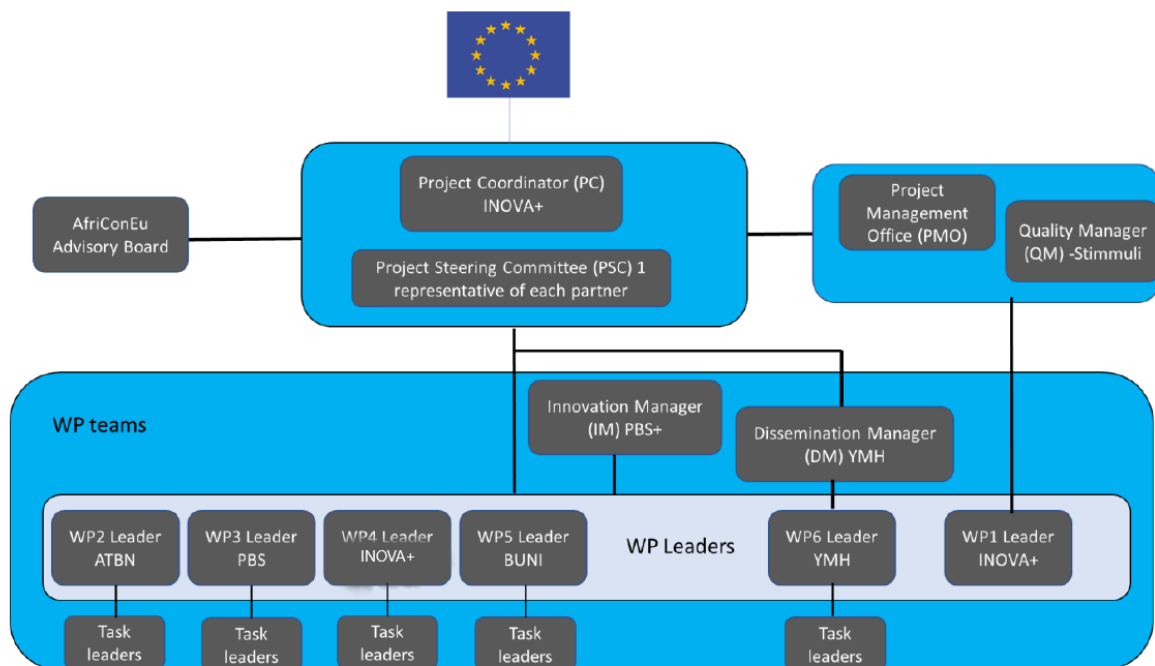 Project Coordinator (PC)
INOVA+
Project Steering Committee (PSC) 1
representative of each partner
AfriConEu
Advisory Board
Project
Management
Office (PMO)
Quality Manager
(QM) -Stimmuli
WP teams
Innovation Manager
(IM) PBS+
Dissemination Manager
(DM) YMH
WP2 Leader
ATBN
WP3 Leader
PBS
WP4 Leader
INOVA+
WP5 Leader
BUNI
WP Leaders
WP6 Leader
YMH
WP1 Leader
INOVA+
Task
leaders
Task
leaders
Task
leaders
Task
leaders
Task
leaders